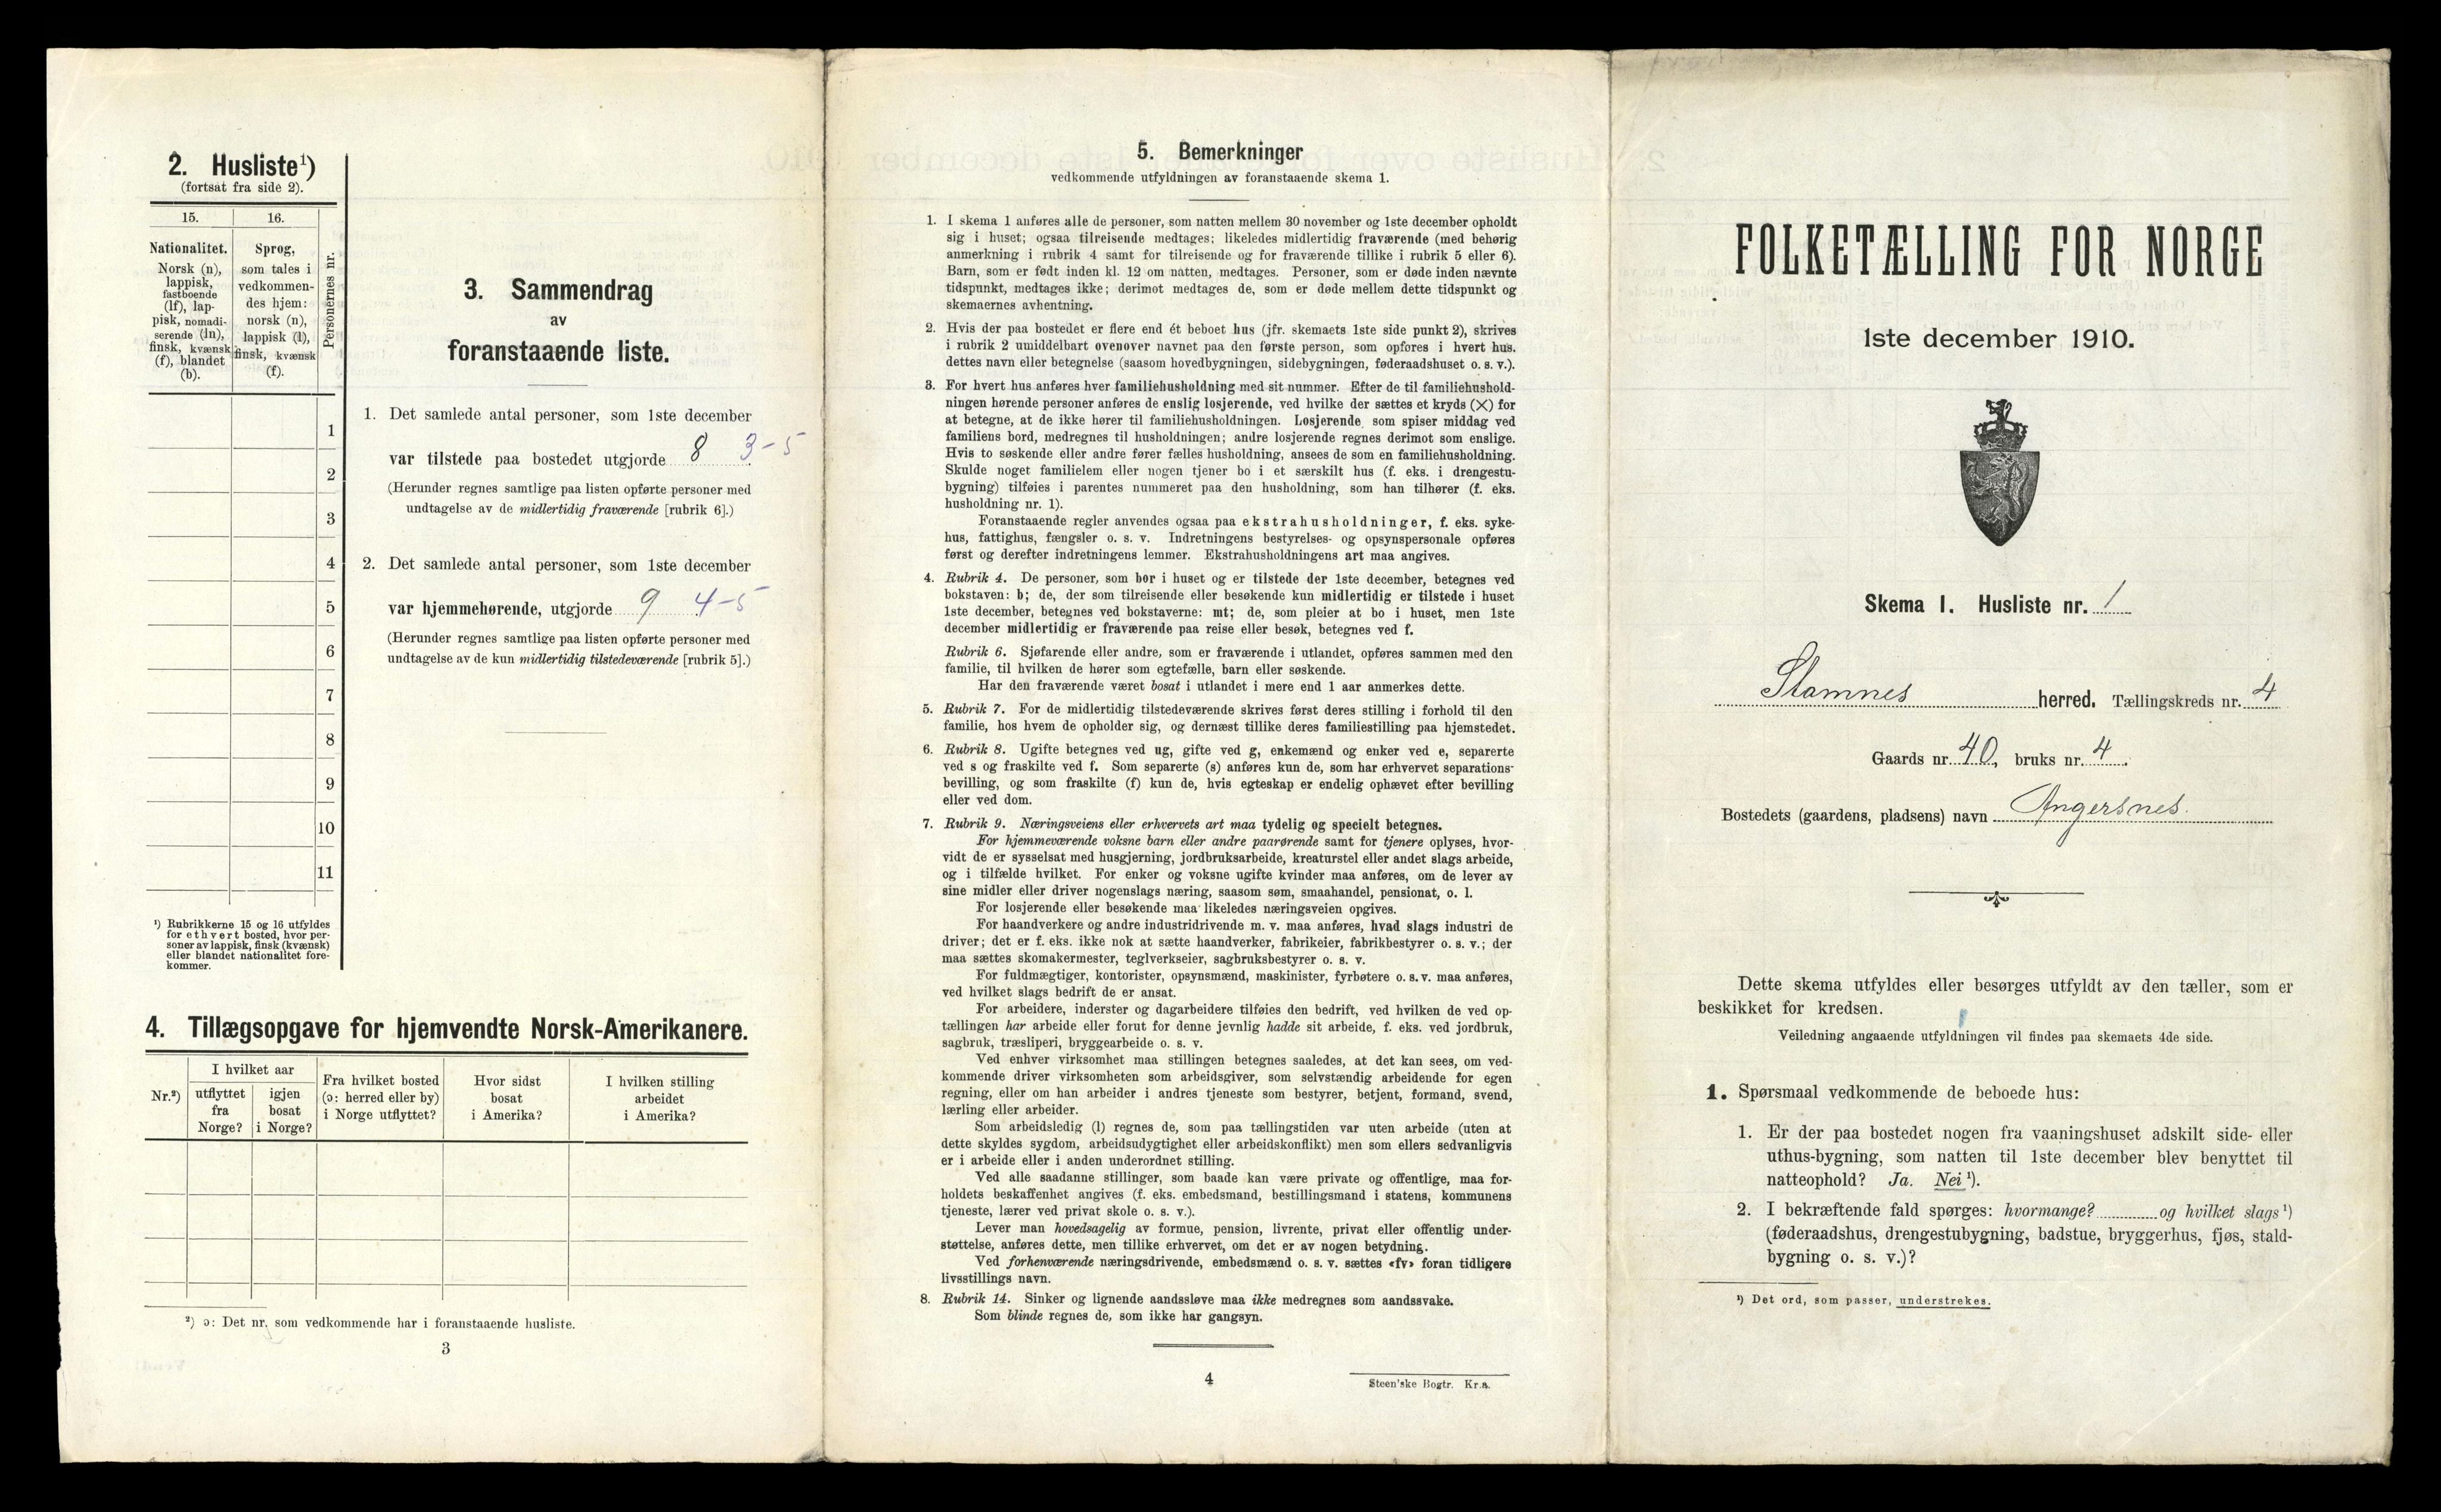 2. Husliste¹)
(fortsat fra side 2).
15.
16.
Personernes nr.
Nationalitet.
Norsk (n),
lappisk,
fastboende
(lf), lap-
pisk, nomadi-
serende (ln),
finsk, kvænsk
(f), blandet
(b).
Sprog,
som tales i
vedkommen-
des hjem:
norsk (n),
lappisk (l),
finsk, kvænsk
(f).
1
2
3
4
5
6
7
8
9
10
11
¹) Rubrikkerne 15 og 16 utfyldes
for ethvert bosted, hvor per-
soner av lappisk, finsk (kvænsk)
eller blandet nationalitet fore-
kommer.
3. Sammendrag
av
foranstaaende liste.
1. Det samlede antal personer, som 1ste december
var tilstede paa bostedet utgjorde 8 3-5
(Herunder regnes samtlige paa listen opførte personer med
undtagelse av de midlertidig fraværende [rubrik 6].)
2. Det samlede antal personer, som 1ste december
var hjemmehørende, utgjorde 9 4-5
(Herunder regnes samtlige paa listen opførte personer med
undtagelse av de kun midlertidig tilstedeværende [rubrik 5].)
4. Tillægsopgave for hjemvendte Norsk-Amerikanere.
Nr.²)
I hvilket aar
utflyttet
fra
Norge?
igjen
bosat
i Norge?
Fra hvilket bosted
(ɔ: herred eller by)
i Norge utflyttet?
Hvor sidst
bosat
i Amerika?
I hvilken stilling
arbeidet
i Amerika?
²) ɔ: Det nr. som vedkommende har i foranstaaende husliste.
3
5. Bemerkninger
vedkommende utfyldningen av foranstaaende skema 1.
1. I skema 1 anføres alle de personer, som natten mellem 30 november og 1ste december opholdt
sig i huset; ogsaa tilreisende medtages; likeledes midlertidig fraværende (med behørig
anmerkning i rubrik 4 samt for tilreisende og for fraværende tillike i rubrik 5 eller 6).
Barn, som er født inden kl. 12 om natten, medtages. Personer, som er døde inden nævnte
tidspunkt, medtages ikke; derimot medtages de, som er døde mellem dette tidspunkt og
skemaernes avhentning.
2. Hvis der paa bostedet er flere end ét beboet hus (jfr. skemaets 1ste side punkt 2), skrives
i rubrik 2 umiddelbart ovenover navnet paa den første person, som opføres i hvert hus.
dettes navn eller betegnelse (saasom hovedbygningen, sidebygningen, føderaadshuset o. s. v.).
3. For hvert hus anføres hver familiehusholdning med sit nummer. Efter de til familiehushold-
ningen hørende personer anføres de enslig losjerende, ved hvilke der sættes et kryds (×) for
at betegne, at de ikke hører til familiehusholdningen. Losjerende som spiser middag ved
familiens bord, medregnes til husholdningen; andre losjerende regnes derimot som enslige.
Hvis to søskende eller andre fører fælles husholdning, ansees de som en familiehusholdning.
Skulde noget familielem eller nogen tjener bo i et særskilt hus (f. eks. i drengestu-
bygning) tilføies i parentes nummeret paa den husholdning, som han tilhører (f. eks.
husholdning nr. 1).
Foranstaaende regler anvendes ogsaa paa ekstrahusholdninger, f. eks. syke-
hus, fattighus, fængsler o. s. v. Indretningens bestyrelses- og opsynspersonale opføres
først og derefter indretningens lemmer. Ekstrahusholdningens art maa angives.
4. Rubrik 4. De personer, som bor i huset og er tilstede der 1ste december, betegnes ved
bokstaven: b; de, der som tilreisende eller besøkende kun midlertidig er tilstede i huset
1ste december, betegnes ved bokstaverne: mt; de, som pleier at bo i huset, men 1ste
december midlertidig er fraværende paa reise eller besøk, betegnes ved f.
Rubrik 6. Sjøfarende eller andre, som er fraværende i utlandet, opføres sammen med den
familie, til hvilken de hører som egtefælle, barn eller søskende.
Har den fraværende været bosat i utlandet i mere end 1 aar anmerkes dette.
5. Rubrik 7. For de midlertidig tilstedeværende skrives først deres stilling i forhold til den
familie, hos hvem de opholder sig, og dernæst tillike deres familiestilling paa hjemstedet.
6. Rubrik 8. Ugifte betegnes ved ug, gifte ved g, enkemænd og enker ved e, separerte
ved s og fraskilte ved f. Som separerte (s) anføres kun de, som har erhvervet separations-
bevilling, og som fraskilte (f) kun de, hvis egteskap er endelig ophævet efter bevilling
eller ved dom.
7. Rubrik 9. Næringsveiens eller erhvervets art maa tydelig og specielt betegnes.
For hjemmeværende voksne barn eller andre paarørende samt for tjenere oplyses, hvor-
vidt de er sysselsat med husgjerning, jordbruksarbeide, kreaturstel eller andet slags arbeide,
og i tilfælde hvilket. For enker og voksne ugifte kvinder maa anføres, om de lever av
sine midler eller driver nogenslags næring, saasom søm, smaahandel, pensionat, o. l.
For losjerende eller besøkende maa likeledes næringsveien opgives.
For haandverkere og andre industridrivende m. v. maa anføres, hvad slags industri de
driver; det er f. eks. ikke nok at sætte haandverker, fabrikeier, fabrikbestyrer o. s. v.; der
maa sættes skomakermester, teglverkseier, sagbruksbestyrer o. s. v.
For fuldmægtiger, kontorister, opsynsmænd, maskinister, fyrbøtere o. s. v. maa anføres,
ved hvilket slags bedrift de er ansat.
For arbeidere, inderster og dagarbeidere tilføies den bedrift, ved hvilken de ved op-
tællingen har arbeide eller forut for denne jevnlig hadde sit arbeide, f. eks. ved jordbruk,
sagbruk, træsliperi, bryggearbeide o. s. v.
Ved enhver virksomhet maa stillingen betegnes saaledes, at det kan sees, om ved-
kommende driver virksomheten som arbeidsgiver, som selvstændig arbeidende for egen
regning, eller om han arbeider i andres tjeneste som bestyrer, betjent, formand, svend,
lærling eller arbeider.
Som arbeidsledig (l) regnes de, som paa tællingstiden var uten arbeide (uten at
dette skyldes sygdom, arbeidsudygtighet eller arbeidskonflikt) men som ellers sedvanligvis
er i arbeide eller i anden underordnet stilling.
Ved alle saadanne stillinger, som baade kan være private og offentlige, maa for-
holdets beskaffenhet angives (f. eks. embedsmand, bestillingsmand i statens, kommunens
tjeneste, lærer ved privat skole o. s. v.).
Lever man hovedsagelig av formue, pension, livrente, privat eller offentlig under-
støttelse, anføres dette, men tillike erhvervet, om det er av nogen betydning.
Ved forhenværende næringsdrivende, embedsmænd o. s. v. sættes «fv» foran tidligere
livsstillings navn.
8. Rubrik 14. Sinker og lignende aandssløve maa ikke medregnes som aandssvake.
Som blinde regnes de, som ikke har gangsyn.
4
Steen'ske Bogtr. Kr.a.
FOLKETÆLLING FOR NORGE
1ste december 1910.
Skema I. Husliste nr. 1
Stamnes herred. Tællingskreds nr. 4
Gaards nr. 40, bruks nr. 4.
Bostedets (gaardens, pladsens) navn Angersnes.
Dette skema utfyldes eller besørges utfyldt av den tæller, som er
beskikket for kredsen.
Veiledning angaaende utfyldningen vil findes paa skemaets 4de side.
1. Spørsmaal vedkommende de beboede hus:
1. Er der paa bostedet nogen fra vaaningshuset adskilt side- eller
uthus-bygning, som natten til 1ste december blev benyttet til
natteophold? Ja. Nei ¹).
2. I bekræftende fald spørges: hvormange? og hvilket slags ¹)
(føderaadshus, drengestubygning, badstue, bryggerhus, fjøs, stald-
bygning o. s. v.)?
¹) Det ord, som passer, understrekes.